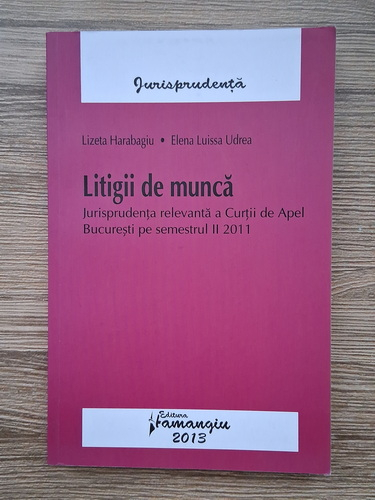 Jurisprudență
Lizeta Harabagiu • Elena Luissa Udrea
Litigii de muncă
Jurisprudența relevantă a Curții de Apel
București pe semestrul II 2011
Editura
Hamangiu
2013